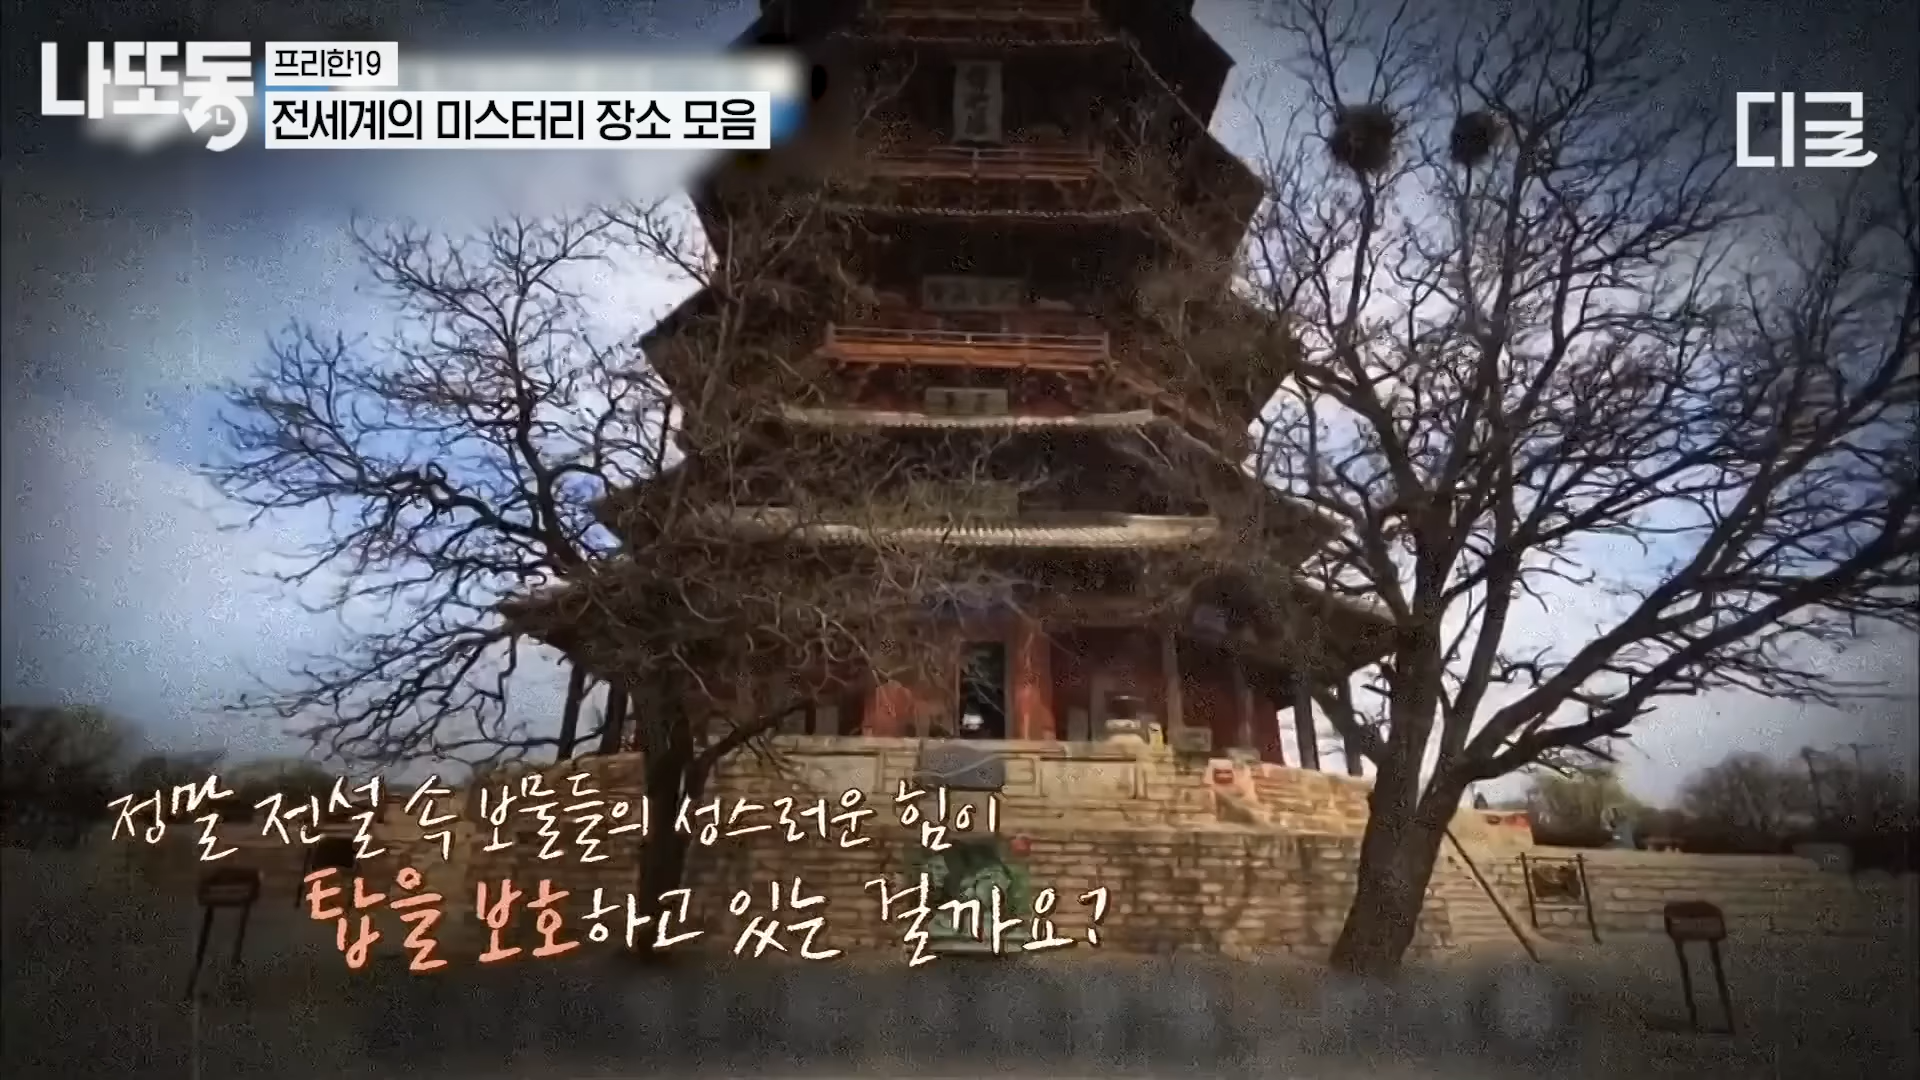 나또동
프리한19
전세계의 미스터리 장소 모음
디글
정말 전설 속 보물들의 성스러운 힘이
탑을 보호하고 있는 걸까요?